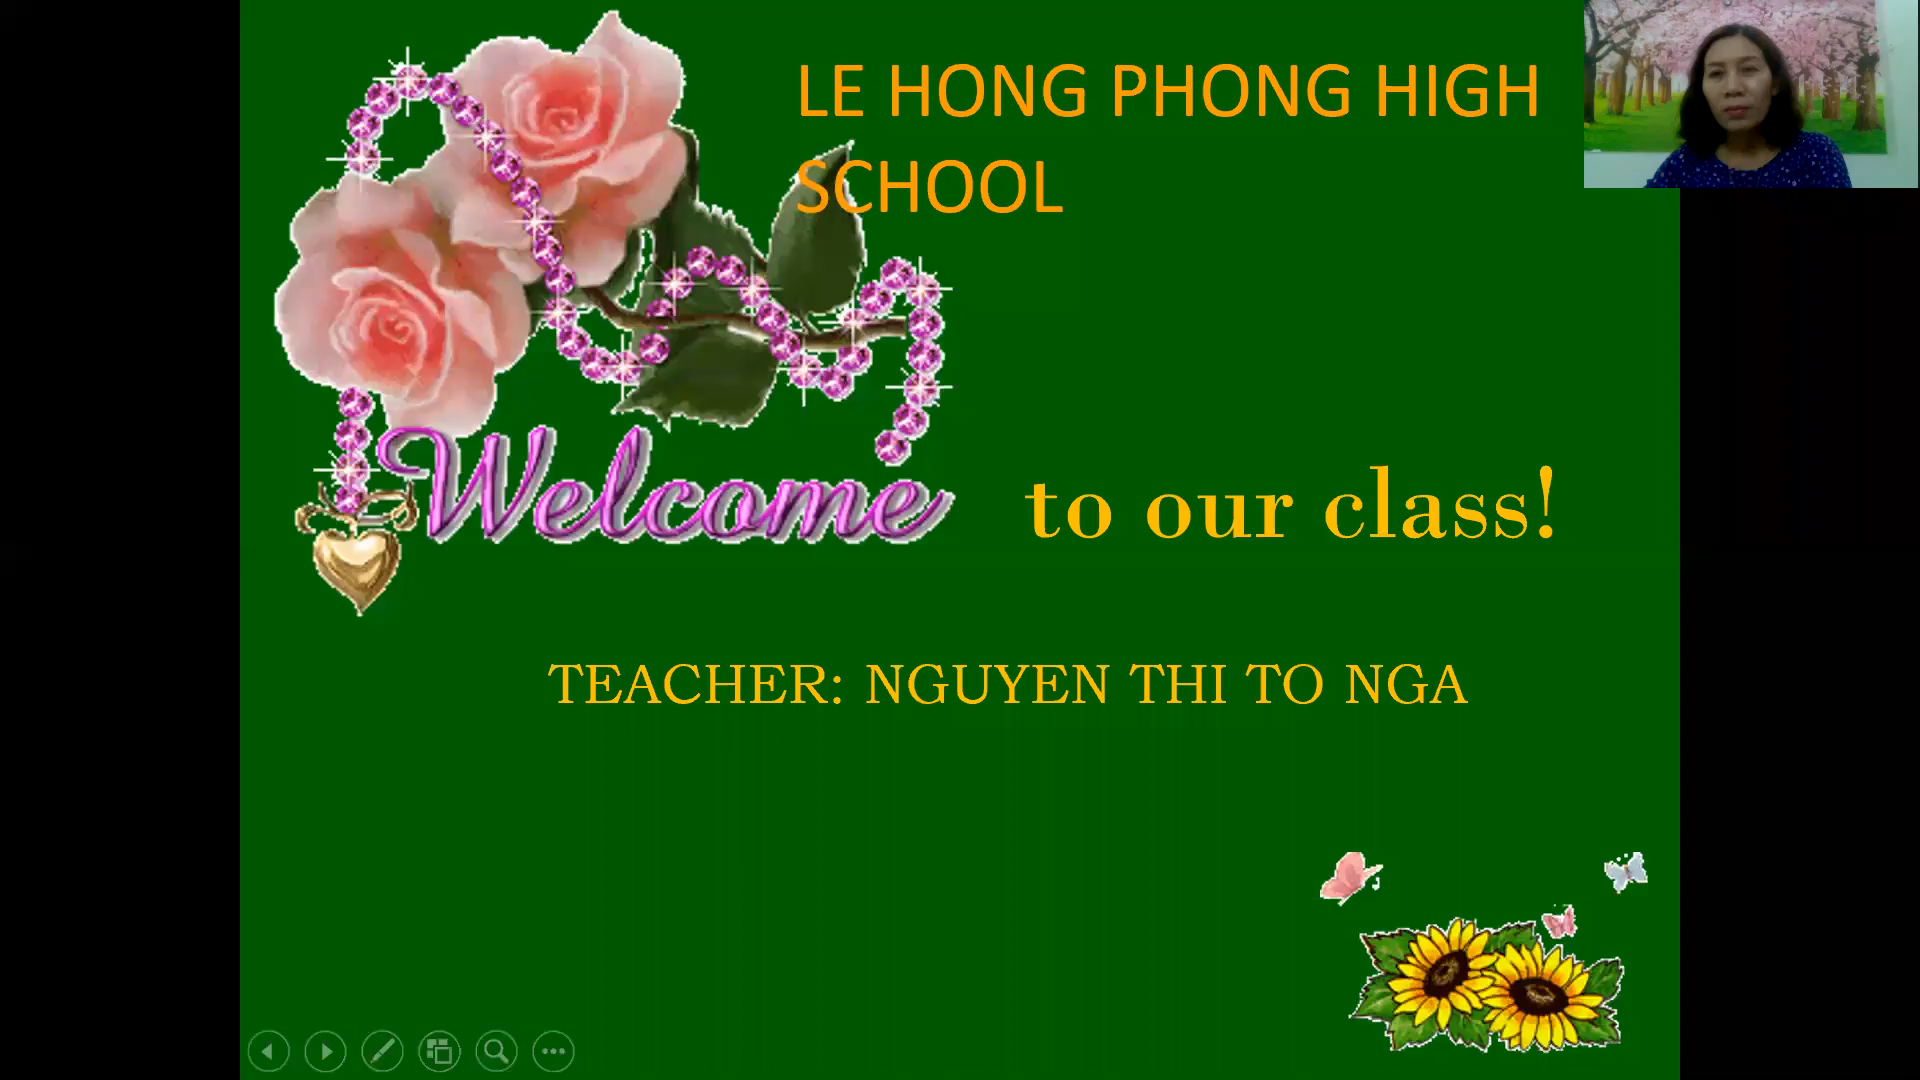 LE HONG PHONG HIGH
SCHOOL
Welcome to our class!
TEACHER: NGUYEN THI TO NGA